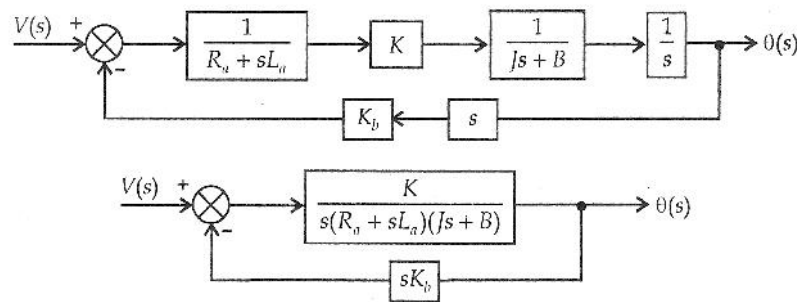 V(s) + 1 K 1 1 θ(s)
R_a + sL_a Js + B s
−
K_b s
V(s) + K θ(s)
s(R_a + sL_a)(Js + B)
−
sK_b